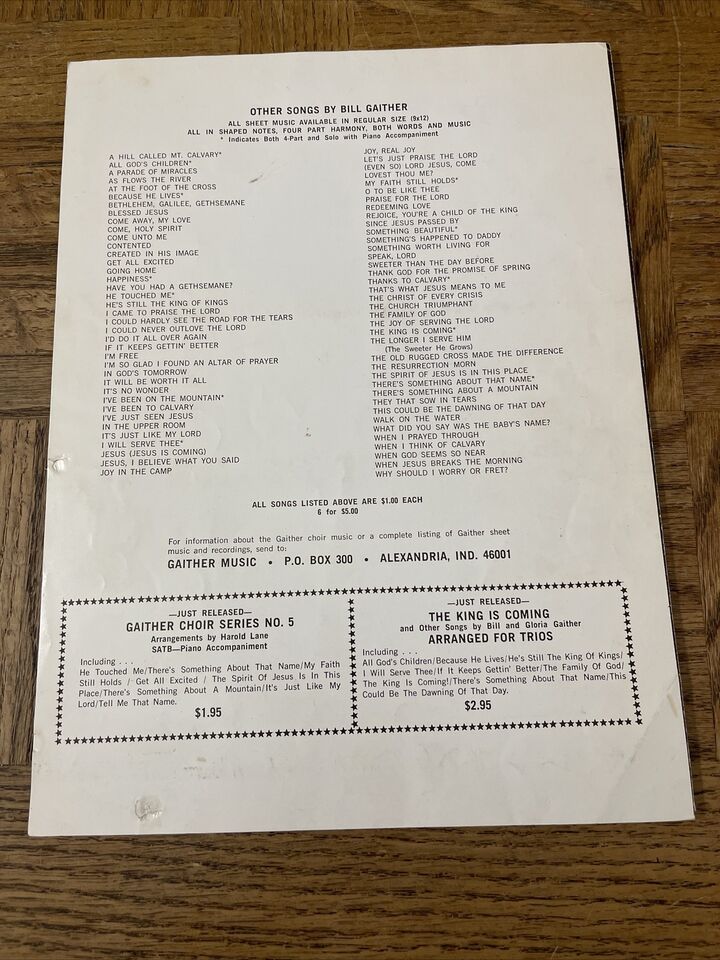 OTHER SONGS BY BILL GAITHER
ALL SHEET MUSIC AVAILABLE IN REGULAR SIZE (9x12)
ALL IN SHAPED NOTES, FOUR PART HARMONY, BOTH WORDS AND MUSIC
* Indicates Both 4-Part and Solo with Piano Accompaniment
A HILL CALLED MT. CALVARY*
ALL GOD'S CHILDREN*
A PARADE OF MIRACLES
AS FLOWS THE RIVER
AT THE FOOT OF THE CROSS
BECAUSE HE LIVES*
BETHLEHEM, GALILEE, GETHSEMANE
BLESSED JESUS
COME AWAY, MY LOVE
COME, HOLY SPIRIT
COME UNTO ME
CONTENTED
CREATED IN HIS IMAGE
GET ALL EXCITED
GOING HOME
HAPPINESS*
HAVE YOU HAD A GETHSEMANE?
HE TOUCHED ME*
HE'S STILL THE KING OF KINGS
I CAME TO PRAISE THE LORD
I COULD HARDLY SEE THE ROAD FOR THE TEARS
I COULD NEVER OUTLOVE THE LORD
I'D DO IT ALL OVER AGAIN
IF IT KEEPS GETTIN' BETTER
I'M FREE
I'M SO GLAD I FOUND AN ALTAR OF PRAYER
IN GOD'S TOMORROW
IT WILL BE WORTH IT ALL
IT'S NO WONDER
I'VE BEEN ON THE MOUNTAIN*
I'VE BEEN TO CALVARY
I'VE JUST SEEN JESUS
IN THE UPPER ROOM
IT'S JUST LIKE MY LORD
I WILL SERVE THEE*
JESUS (JESUS IS COMING)
JESUS, I BELIEVE WHAT YOU SAID
JOY IN THE CAMP
JOY, REAL JOY
LET'S JUST PRAISE THE LORD
(EVEN SO) LORD JESUS, COME
LOVEST THOU ME?
MY FAITH STILL HOLDS*
O TO BE LIKE THEE
PRAISE FOR THE LORD
REDEEMING LOVE
REJOICE, YOU'RE A CHILD OF THE KING
SINCE JESUS PASSED BY
SOMETHING BEAUTIFUL*
SOMETHING'S HAPPENED TO DADDY
SOMETHING WORTH LIVING FOR
SPEAK, LORD
SWEETER THAN THE DAY BEFORE
THANK GOD FOR THE PROMISE OF SPRING
THANKS TO CALVARY*
THAT'S WHAT JESUS MEANS TO ME
THE CHRIST OF EVERY CRISIS
THE CHURCH TRIUMPHANT
THE FAMILY OF GOD
THE JOY OF SERVING THE LORD
THE KING IS COMING*
THE LONGER I SERVE HIM
(The Sweeter He Grows)
THE OLD RUGGED CROSS MADE THE DIFFERENCE
THE RESURRECTION MORN
THE SPIRIT OF JESUS IS IN THIS PLACE
THERE'S SOMETHING ABOUT THAT NAME*
THERE'S SOMETHING ABOUT A MOUNTAIN
THEY THAT SOW IN TEARS
THIS COULD BE THE DAWNING OF THAT DAY
WALK ON THE WATER
WHAT DID YOU SAY WAS THE BABY'S NAME?
WHEN I PRAYED THROUGH
WHEN I THINK OF CALVARY
WHEN GOD SEEMS SO NEAR
WHEN JESUS BREAKS THE MORNING
WHY SHOULD I WORRY OR FRET?
ALL SONGS LISTED ABOVE ARE $1.00 EACH
6 for $5.00
For information about the Gaither choir music or a complete listing of Gaither sheet
music and recordings, send to:
GAITHER MUSIC • P.O. BOX 300 • ALEXANDRIA, IND. 46001
—JUST RELEASED—
GAITHER CHOIR SERIES NO. 5
Arrangements by Harold Lane
SATB—Piano Accompaniment
Including . . .
He Touched Me/There's Something About That Name/My Faith
Still Holds / Get All Excited / The Spirit Of Jesus Is In This
Place/There's Something About A Mountain/It's Just Like My
Lord/Tell Me That Name.
$1.95
—JUST RELEASED—
THE KING IS COMING
and Other Songs by Bill and Gloria Gaither
ARRANGED FOR TRIOS
Including . . .
All God's Children/Because He Lives/He's Still The King Of Kings/
I Will Serve Thee/If It Keeps Gettin' Better/The Family Of God/
The King Is Coming!/There's Something About That Name/This
Could Be The Dawning Of That Day.
$2.95